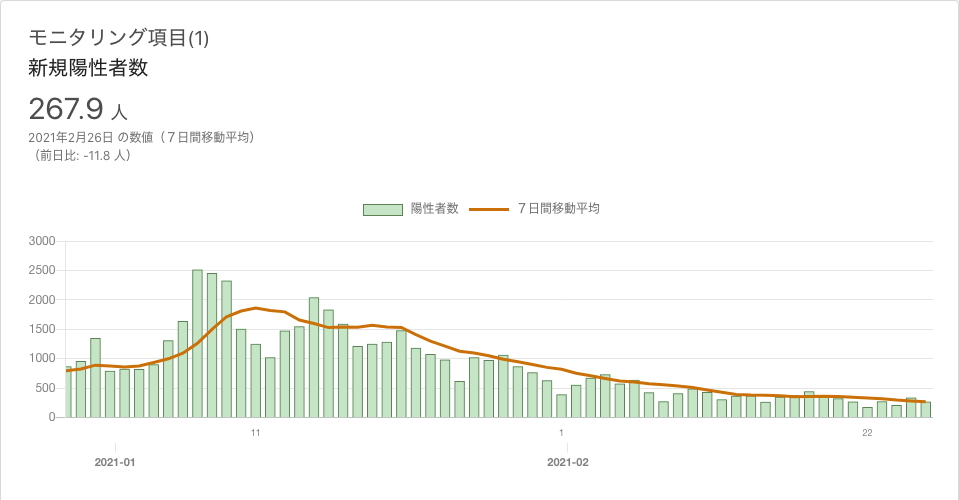 モニタリング項目(1)
新規陽性者数
267.9 人
2021年2月26日 の数値（７日間移動平均）
（前日比: -11.8 人）
陽性者数 ７日間移動平均
3000
2500
2000
1500
1000
500
0
11 1 22
2021-01 2021-02